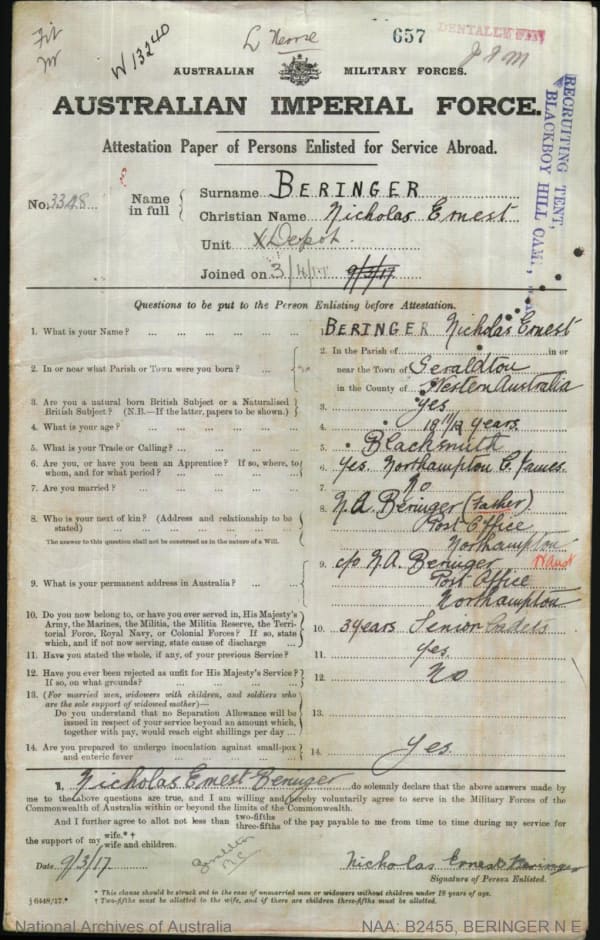 Fit
W 13240
657
DENTALLY FIT
AUSTRALIAN MILITARY FORCES.
AUSTRALIAN IMPERIAL FORCE.
RECRUITING TENT,
BLACKBOY HILL CAM
Attestation Paper of Persons Enlisted for Service Abroad.
No. 3348
Name in full
Surname BERINGER
Christian Name Nicholas Ernest
Unit X Depot.
Joined on 3/4/17. 9/3/17
Questions to be put to the Person Enlisting before Attestation.
1. What is your Name? ... ... ... ... 1. BERINGER Nicholas Ernest
2. In or near what Parish or Town were you born? ... 2. In the Parish of in or
near the Town of Geraldton
in the County of Western Australia
3. Are you a natural born British Subject or a Naturalised
British Subject? (N.B.—If the latter, papers to be shown.) 3. Yes.
4. What is your age? ... ... ... ... 4. 19 11/12 years.
5. What is your Trade or Calling? ... ... ... 5. Blacksmith
6. Are you, or have you been an Apprentice? If so, where, to
whom, and for what period? ... ... ... 6. Yes. Northampton C. James.
7. Are you married? ... ... ... ... 7. No
8. Who is your next of kin? (Address and relationship to be
stated) ... ... ... ... 8. N.A. Beringer (Father)
Post Office
Northampton
The answer to this question shall not be construed as in the nature of a Will.
9. What is your permanent address in Australia? ... 9. c/o N.A. Beringer
W Aust
Post Office
Northampton
10. Do you now belong to, or have you ever served in, His Majesty's
Army, the Marines, the Militia, the Militia Reserve, the Terri-
torial Force, Royal Navy, or Colonial Forces? If so, state
which, and if not now serving, state cause of discharge ... 10. 3 years Senior Cadets
11. Have you stated the whole, if any, of your previous Service? 11. Yes.
12. Have you ever been rejected as unfit for His Majesty's Service?
If so, on what grounds? ... ... ... 12. No
13. (For married men, widowers with children, and soldiers who
are the sole support of widowed mother)—
Do you understand that no Separation Allowance will be
issued in respect of your service beyond an amount which,
together with pay, would reach eight shillings per day ... 13.
14. Are you prepared to undergo inoculation against small-pox
and enteric fever ... ... ... ... 14. Yes.
I, Nicholas Ernest Beringer do solemnly declare that the above answers made by
me to the above questions are true, and I am willing and hereby voluntarily agree to serve in the Military Forces of the
Commonwealth of Australia within or beyond the limits of the Commonwealth.
And I further agree to allot not less than two-fifths three-fifths of the pay payable to me from time to time during my service for
the support of my wife.* † wife and children.
Date 9/3/17.
Nicholas Ernest Beringer
Signature of Person Enlisted.
* This clause should be struck out in the case of unmarried men or widowers without children under 18 years of age.
† Two-fifths must be allotted to the wife, and if there are children three-fifths must be allotted.
National Archives of Australia
NAA: B2455, BERINGER N E